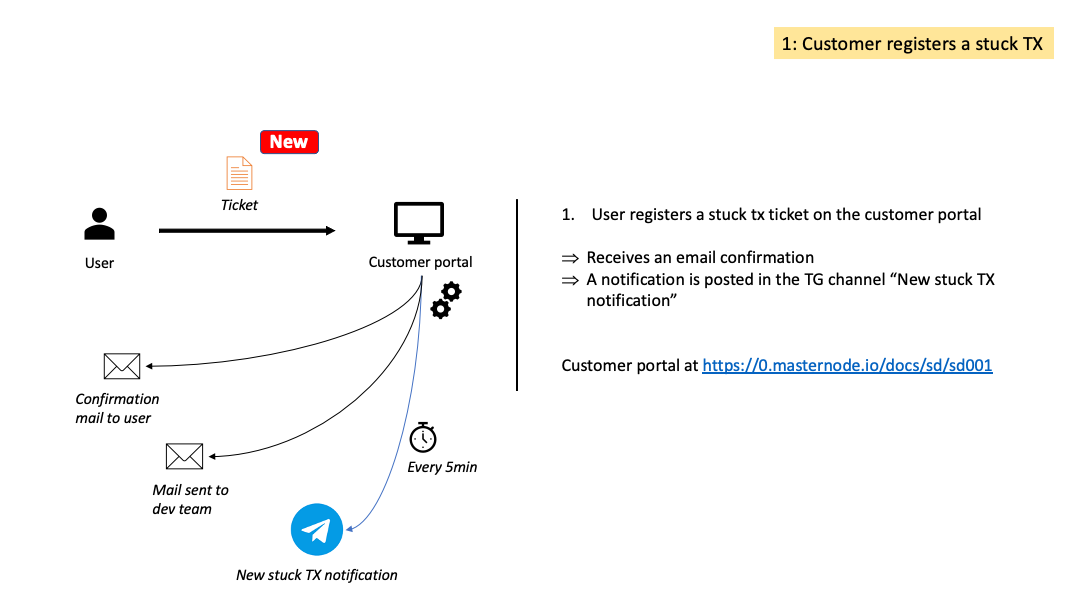 1: Customer registers a stuck TX
New
Ticket
User
Customer portal
Confirmation
mail to user
Mail sent to
dev team
Every 5min
New stuck TX notification
1. User registers a stuck tx ticket on the customer portal
⇒ Receives an email confirmation
⇒ A notification is posted in the TG channel “New stuck TX
notification”
Customer portal at https://0.masternode.io/docs/sd/sd001